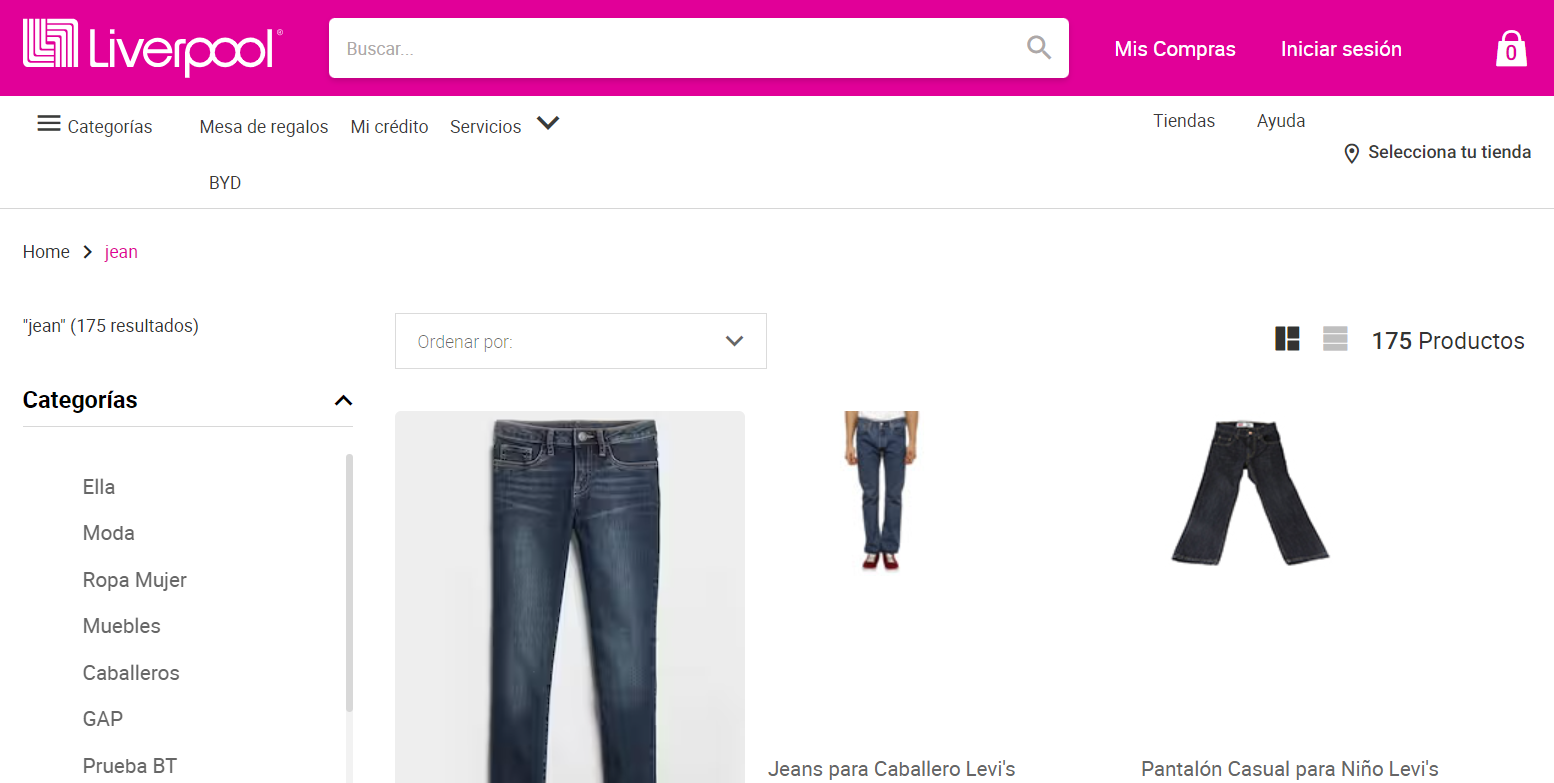 Liverpool®
Buscar...
Mis Compras
Iniciar sesión
0
Categorías
Mesa de regalos
Mi crédito
Servicios
Tiendas
Ayuda
Selecciona tu tienda
BYD
Home
jean
"jean" (175 resultados)
Ordenar por:
175 Productos
Categorías
Ella
Moda
Ropa Mujer
Muebles
Caballeros
GAP
Prueba BT
Jeans para Caballero Levi's
Pantalón Casual para Niño Levi's